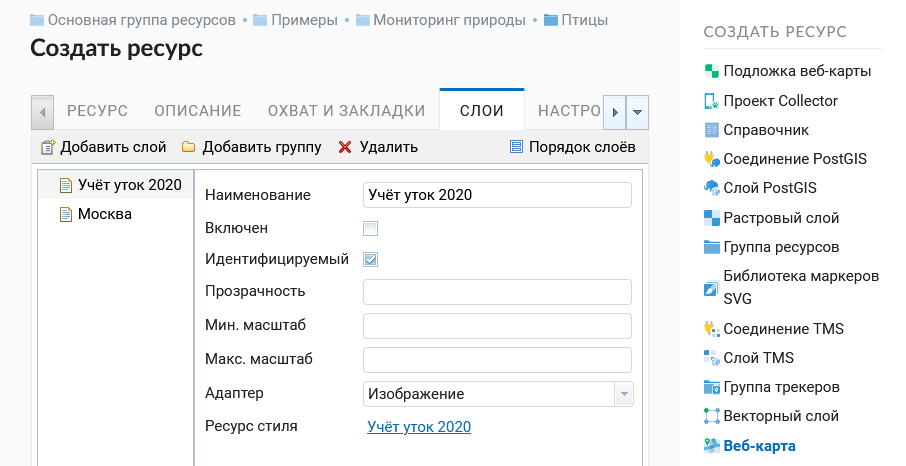 Основная группа ресурсов • Примеры • Мониторинг природы • Птицы
Создать ресурс
РЕСУРС ОПИСАНИЕ ОХВАТ И ЗАКЛАДКИ СЛОИ НАСТРО
Добавить слой Добавить группу Удалить Порядок слоёв
Учёт уток 2020
Москва
Наименование Учёт уток 2020
Включен
Идентифицируемый
Прозрачность
Мин. масштаб
Макс. масштаб
Адаптер Изображение
Ресурс стиля Учёт уток 2020
СОЗДАТЬ РЕСУРС
Подложка веб-карты
Проект Collector
Справочник
Соединение PostGIS
Слой PostGIS
Растровый слой
Группа ресурсов
Библиотека маркеров
SVG
Соединение TMS
Слой TMS
Группа трекеров
Векторный слой
Веб-карта